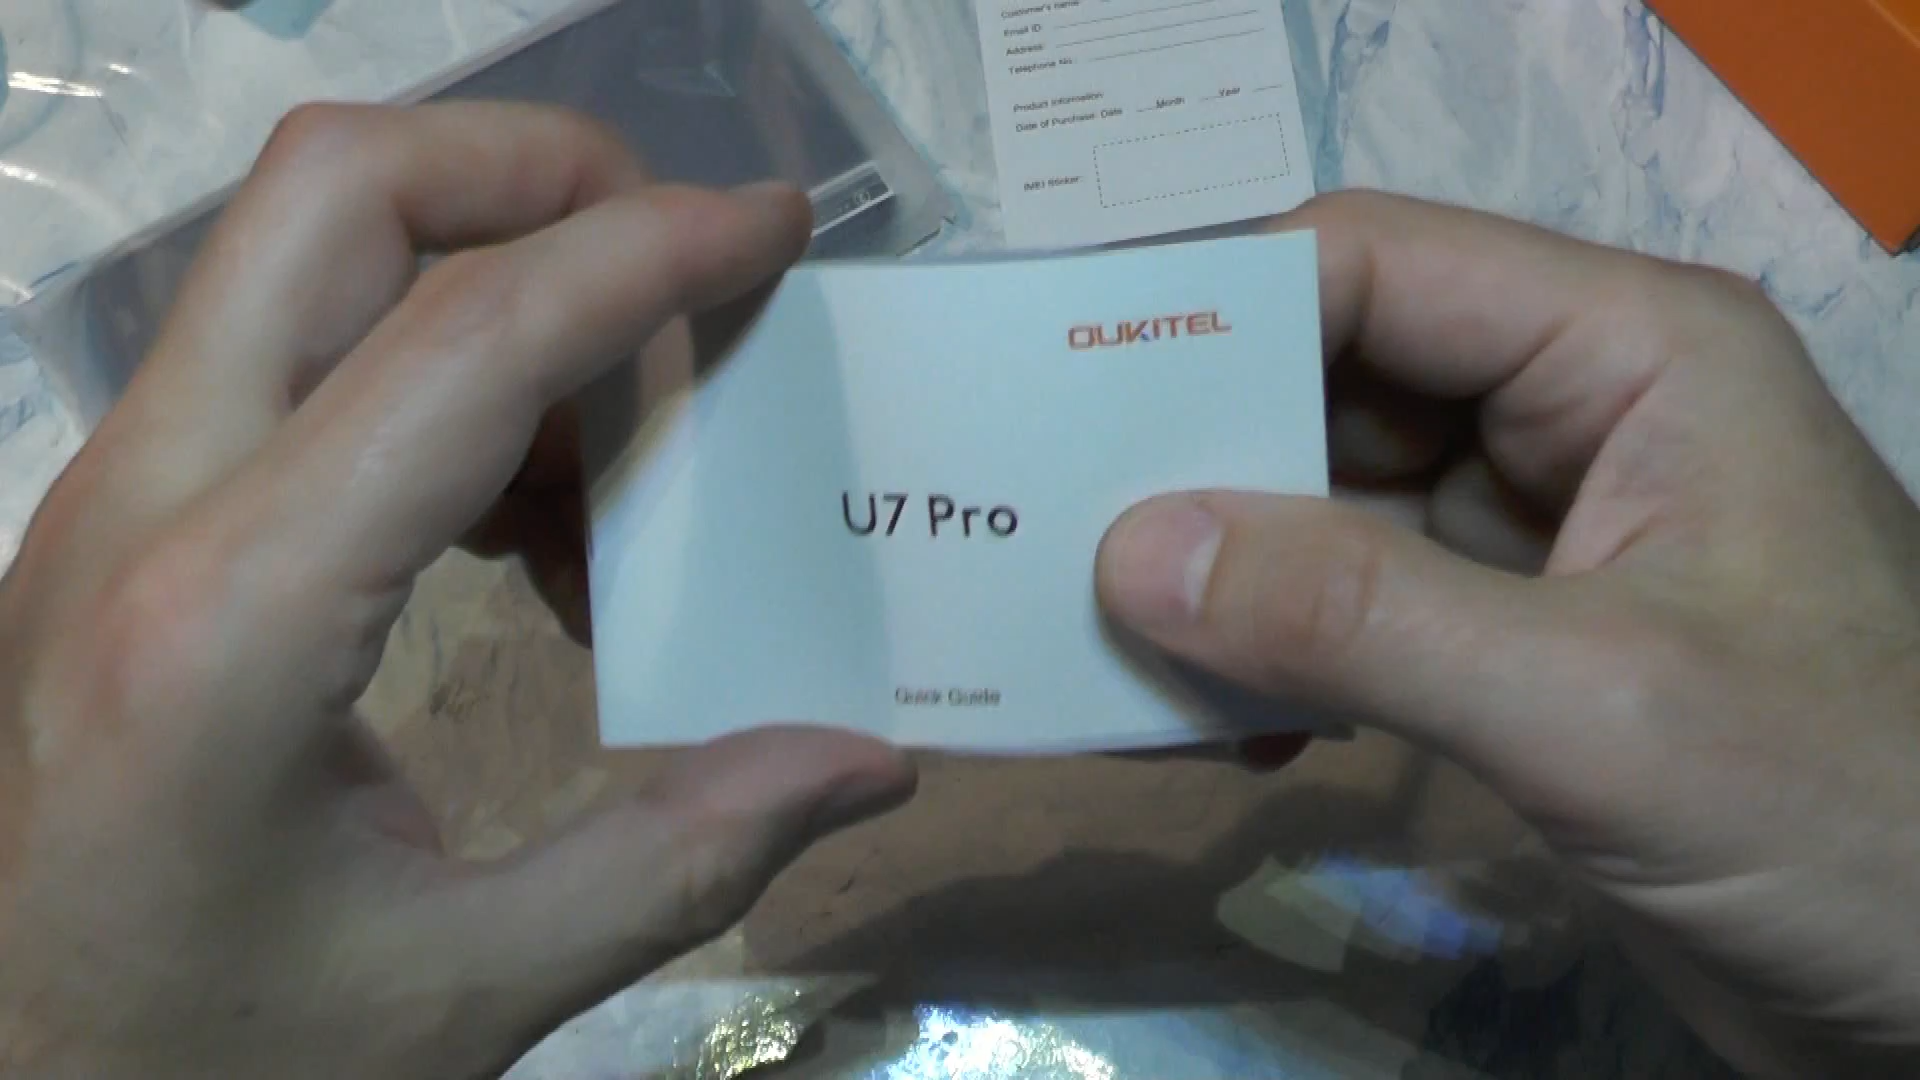 Customer's name:
Email ID:
Address:
Telephone No.:
Product Information:
Date of Purchase: Date Month Year
IMEI Sticker:
OUKITEL
U7 Pro
Quick Guide